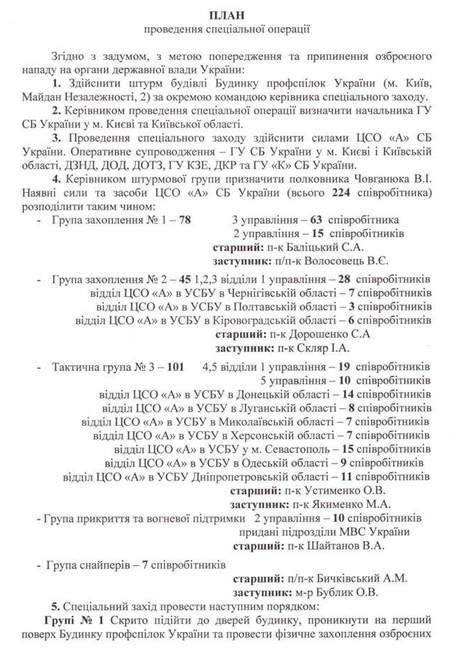 ПЛАН
проведення спеціальної операції
Згідно з задумом, з метою попередження та припинення озброєного
нападу на органи державної влади України:
1. Здійснити штурм будівлі Будинку профспілок України (м. Київ,
Майдан Незалежності, 2) за окремою командою керівника спеціального заходу.
2. Керівником проведення спеціальної операції визначити начальника ГУ
СБ України у м. Києві та Київської області.
3. Проведення спеціального заходу здійснити силами ЦСО «А» СБ
України. Оперативне супроводження – ГУ СБ України у м. Києві і Київській
області, ДЗНД, ДОД, ДОТЗ, ГУ КЗЕ, ДКР та ГУ «К» СБ України.
4. Керівником штурмової групи призначити полковника Човганюка В.І.
Наявні сили та засоби ЦСО «А» СБ України (всього 224 співробітника)
розподілити таким чином:
- Група захоплення № 1 – 78 3 управління – 63 співробітника
2 управління – 15 співробітників
старший: п-к Баліцький С.А.
заступник: п/п-к Волосовець В.Є.
- Група захоплення № 2 – 45 1,2,3 відділи 1 управління – 28 співробітників
відділ ЦСО «А» в УСБУ в Чернігівській області – 7 співробітників
відділ ЦСО «А» в УСБУ в Полтавській області – 3 співробітників
відділ ЦСО «А» в УСБУ в Кіровоградській області – 6 співробітників
старший: п-к Дорошенко С.А
заступник: п-к Скляр І.А.
- Тактична група № 3 – 101 4,5 відділи 1 управління – 19 співробітників
5 управління – 10 співробітників
відділ ЦСО «А» в УСБУ в Донецькій області – 14 співробітників
відділ ЦСО «А» в УСБУ в Луганській області – 8 співробітників
відділ ЦСО «А» в УСБУ в Миколаївській області – 7 співробітників
відділ ЦСО «А» в УСБУ в Херсонській області – 7 співробітників
відділ ЦСО «А» в УСБУ у м. Севастополь – 15 співробітників
відділ ЦСО «А» в УСБУ в Одеській області – 9 співробітників
відділ ЦСО «А» в УСБУ Дніпропетровській області – 11 співробітників
старший: п-к Устименко О.В.
заступник: п-к Якименко М.А.
- Група прикриття та вогневої підтримки 2 управління – 10 співробітників
придані підрозділи МВС України
старший: п-к Шайтанов В.А.
- Група снайперів – 7 співробітників
старший: п/п-к Бичківський А.М.
заступник: м-р Бублик О.В.
5. Спеціальний захід провести наступним порядком:
Групі № 1 Скрито підійти до дверей будинку, проникнути на перший
поверх Будинку профспілок України та провести фізичне захоплення озброєних